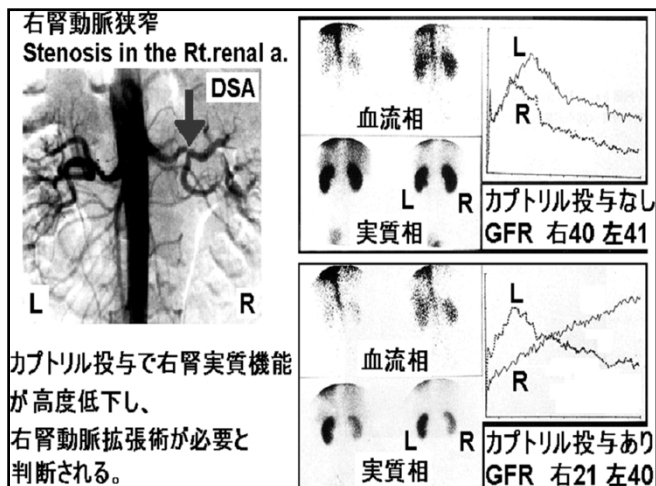 右腎動脈狭窄
Stenosis in the Rt.renal a.
DSA
L
R
カプトリル投与で右腎実質機能
が高度低下し、
右腎動脈拡張術が必要と
判断される。
血流相
L
R
実質相
L
R
カプトリル投与なし
GFR 右40 左41
血流相
L
R
実質相
L
R
カプトリル投与あり
GFR 右21 左40